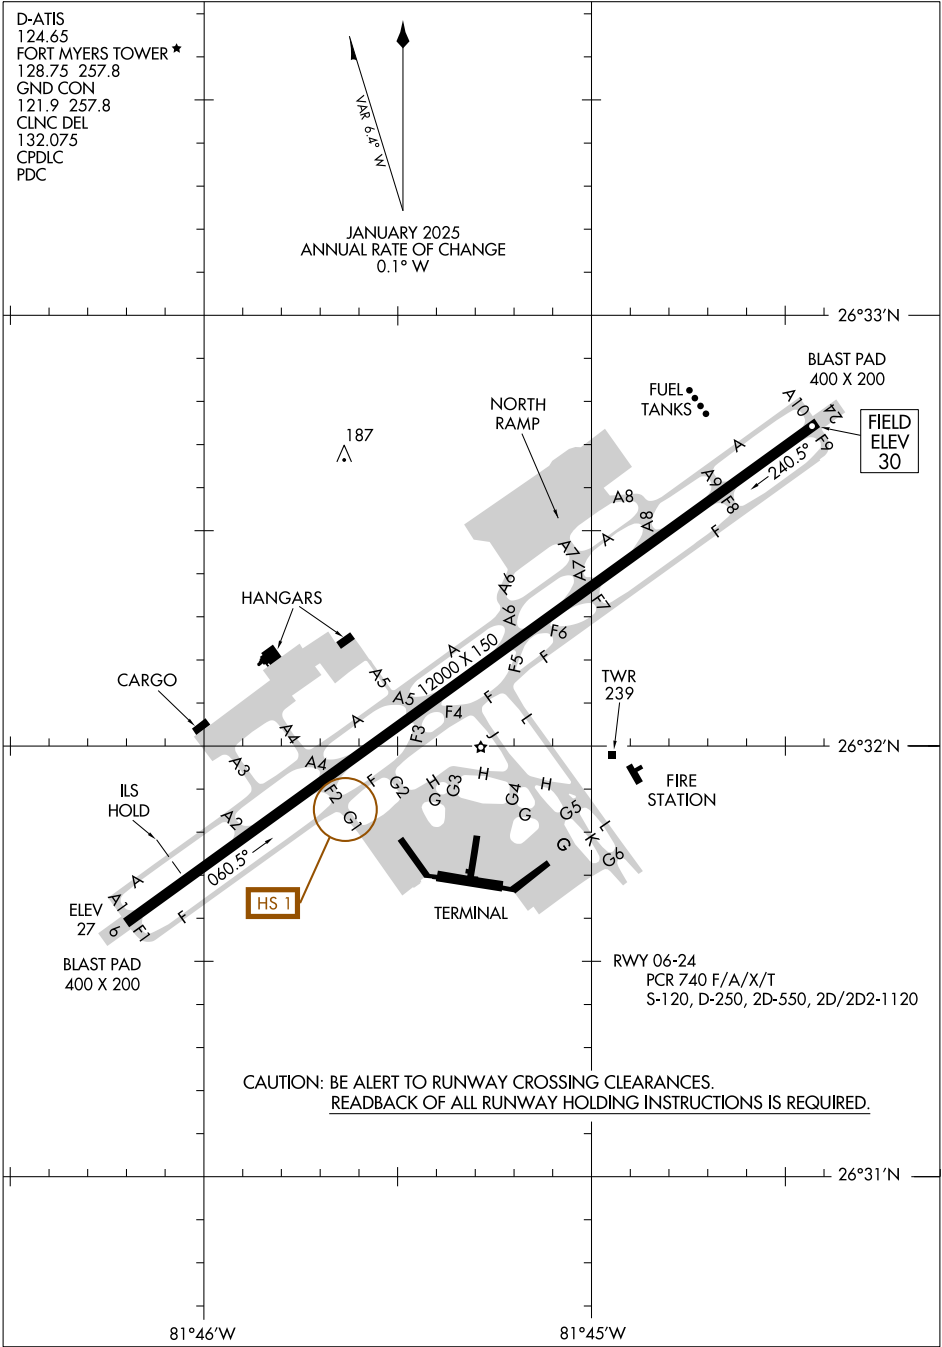 D-ATIS
124.65
FORT MYERS TOWER ★
128.75 257.8
GND CON
121.9 257.8
CLNC DEL
132.075
CPDLC
PDC
VAR 6.4° W
JANUARY 2025
ANNUAL RATE OF CHANGE
0.1° W
26°33'N
BLAST PAD
400 X 200
FUEL
TANKS
A10
24
F9
FIELD
ELEV
30
NORTH
RAMP
187
A
240.5°
A9
F8
A8
A8
F
A7
A
A7
A6
A6
F7
HANGARS
F6
F5
F
A
12000 X 150
A5
A5
F4
F
L
TWR
239
CARGO
A
A4
F3
J
26°32'N
A3
A4
F
G2
H
G
G3
H
G4
G
H
G5
FIRE
STATION
ILS
HOLD
F2
G1
A2
L
K
G
G6
060.5°
A
A1
HS 1
TERMINAL
ELEV
27
6
F1
F
BLAST PAD
400 X 200
RWY 06-24
PCR 740 F/A/X/T
S-120, D-250, 2D-550, 2D/2D2-1120
CAUTION: BE ALERT TO RUNWAY CROSSING CLEARANCES.
READBACK OF ALL RUNWAY HOLDING INSTRUCTIONS IS REQUIRED.
26°31'N
81°46'W
81°45'W